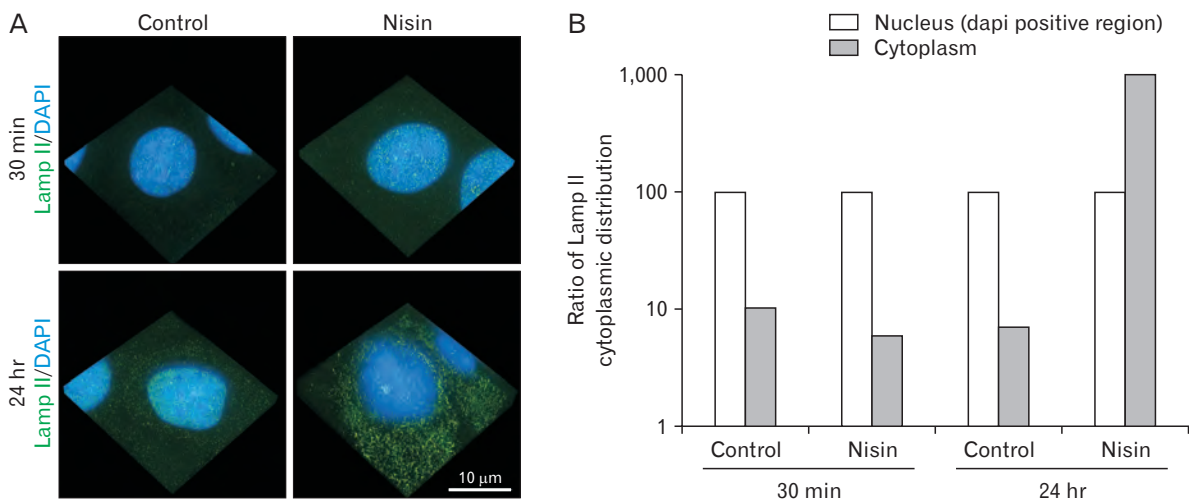 A
Control
Nisin
30 min
Lamp II/DAPI
24 hr
Lamp II/DAPI
10 μm
B
Nucleus (dapi positive region)
Cytoplasm
Ratio of Lamp II
cytoplasmic distribution
1,000
100
10
1
Control
Nisin
Control
Nisin
30 min
24 hr